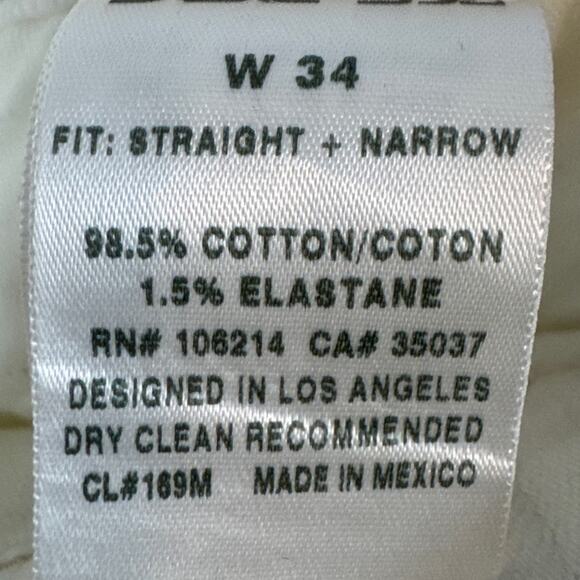 W 34
FIT: STRAIGHT + NARROW
98.5% COTTON/COTON
1.5% ELASTANE
RN# 106214 CA# 35037
DESIGNED IN LOS ANGELES
DRY CLEAN RECOMMENDED
CL#169M MADE IN MEXICO